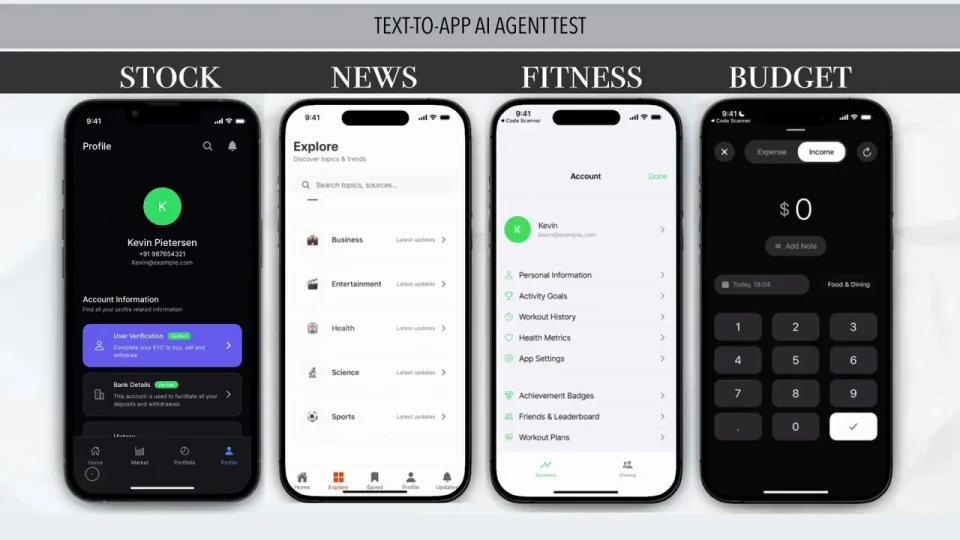 TEXT-TO-APP AI AGENT TEST
STOCK
NEWS
FITNESS
BUDGET
9:41
Profile
K
Kevin Pietersen
+91 987654321
Kevin@example.com
Account Information
Find all your profile related information
User Verification Verified
Complete your KYC to buy, sell and
withdraw
Bank Details
This account is used to facilitate all your
deposits and withdrawals
History
Home
Market
Portfolio
Profile
9:41
Explore
Discover topics & trends
Search topics, sources...
Business Latest updates
Entertainment Latest updates
Health Latest updates
Science Latest updates
Sports Latest updates
Home
Explore
Saved
Profile
Updates
9:41
Code Scanner
Account
Done
K
Kevin
kevin@example.com
Personal Information
Activity Goals
Workout History
Health Metrics
App Settings
Achievement Badges
Friends & Leaderboard
Workout Plans
Summary
Sharing
9:41
Code Scanner
Expense
Income
$0
Add Note
Today, 18:04
Food & Dining
1 2 3
4 5 6
7 8 9
. 0